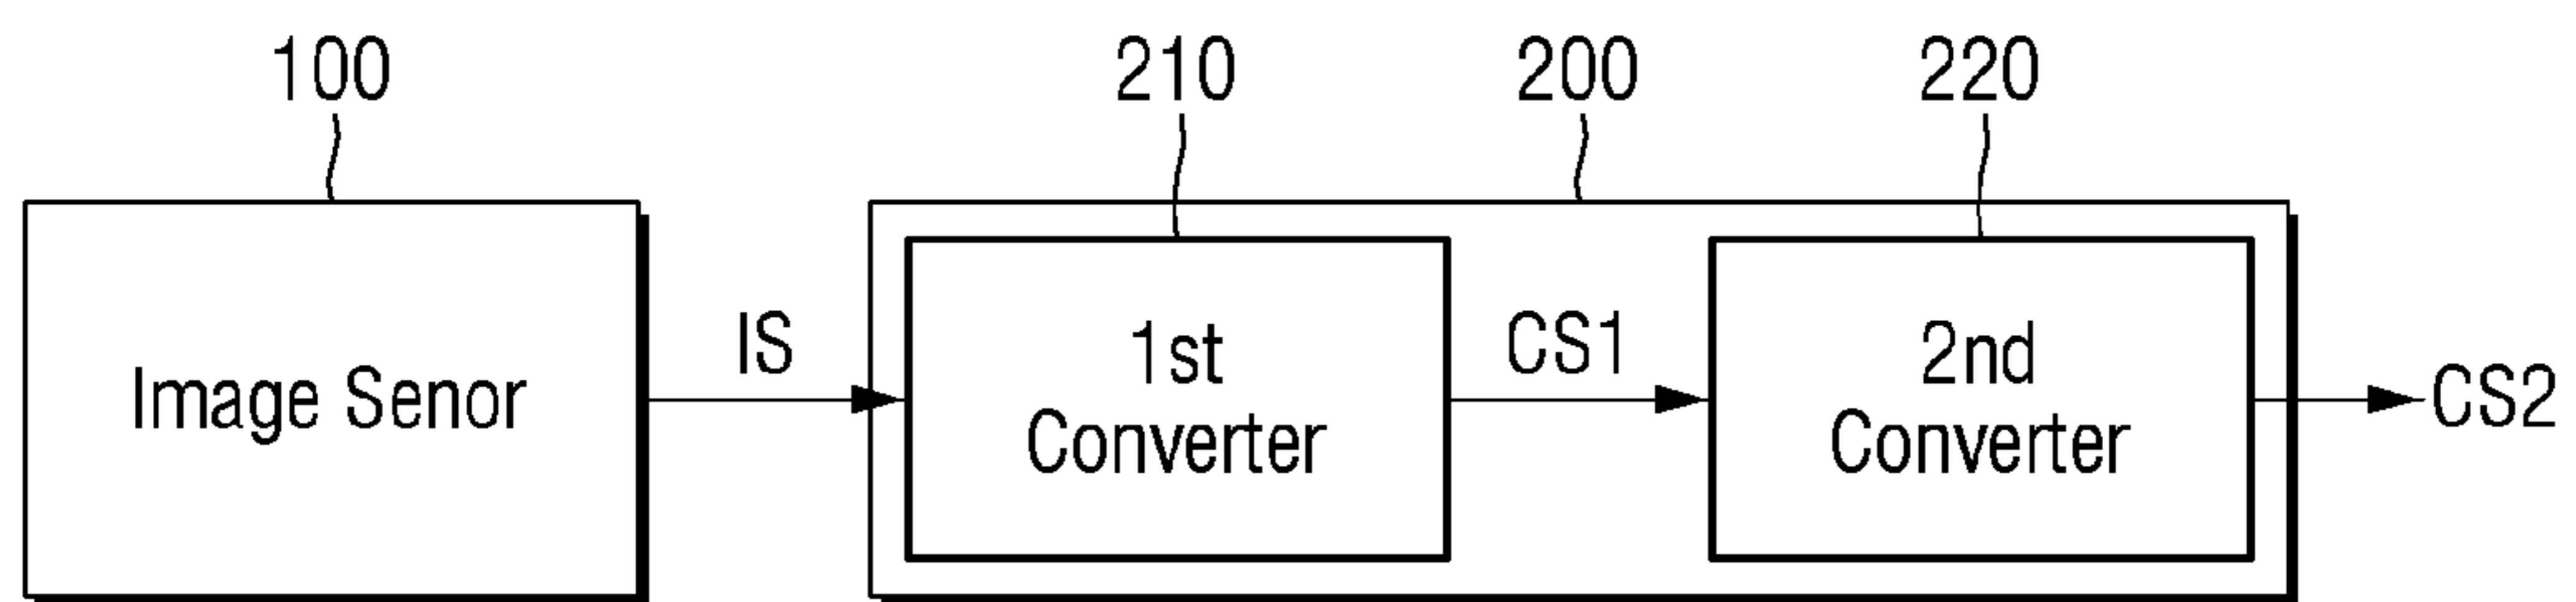 100
210
200
220
Image Senor
IS
1st
Converter
CS1
2nd
Converter
CS2